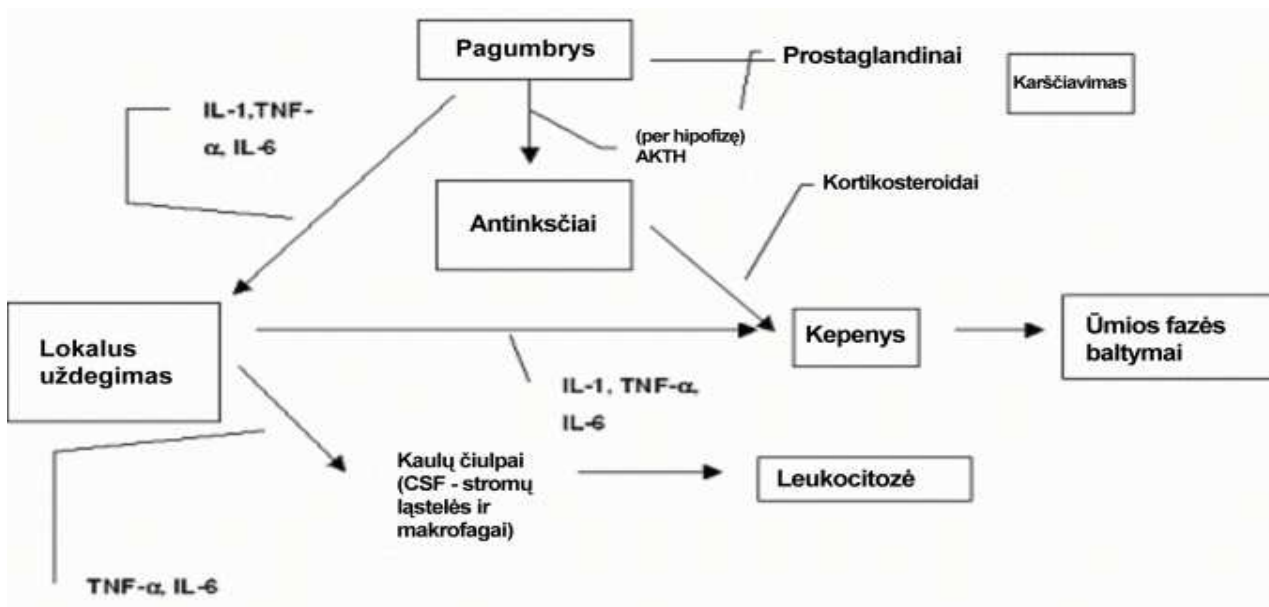 Pagumbrys
Prostaglandinai
Karščiavimas
IL-1,TNF-
α, IL-6
(per hipofizę)
AKTH
Kortikosteroidai
Antinksčiai
Lokalus
uždegimas
Kepenys
Ūmios fazės
baltymai
IL-1, TNF-α,
IL-6
Kaulų čiulpai
(CSF - stromų
ląstelės ir
makrofagai)
Leukocitozė
TNF-α, IL-6